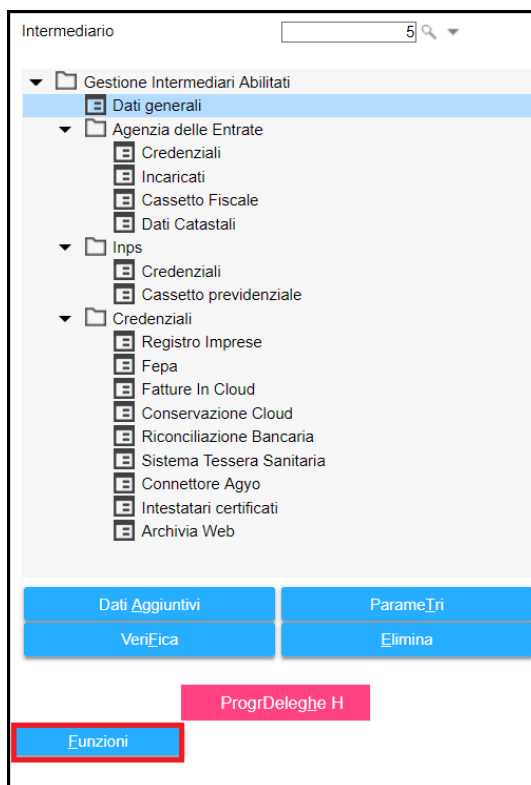 Intermediario 5
Gestione Intermediari Abilitati
Dati generali
Agenzia delle Entrate
Credenziali
Incaricati
Cassetto Fiscale
Dati Catastali
Inps
Credenziali
Cassetto previdenziale
Credenziali
Registro Imprese
Fepa
Fatture In Cloud
Conservazione Cloud
Riconciliazione Bancaria
Sistema Tessera Sanitaria
Connettore Agyo
Intestatari certificati
Archivia Web
Dati Aggiuntivi ParameTri
VeriFica Elimina
ProgrDeleghe H
Funzioni